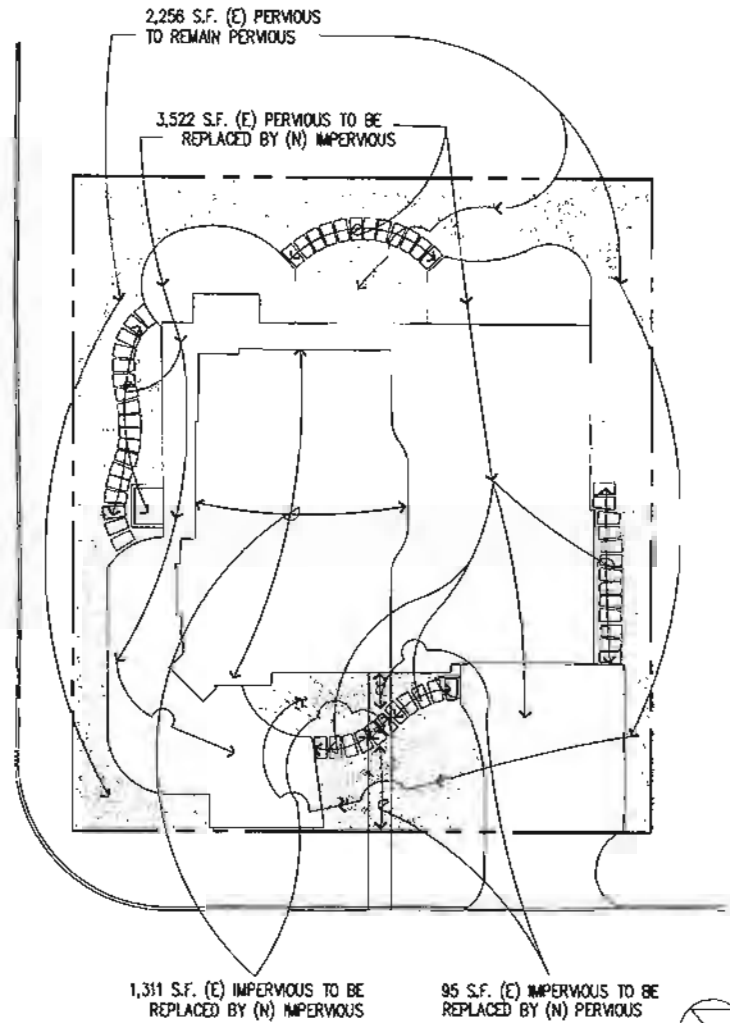 2,256 S.F. (E) PERVIOUS
TO REMAIN PERVIOUS
3,522 S.F. (E) PERVIOUS TO BE
REPLACED BY (N) IMPERVIOUS
1,311 S.F. (E) IMPERVIOUS TO BE
REPLACED BY (N) IMPERVIOUS
95 S.F. (E) IMPERVIOUS TO BE
REPLACED BY (N) PERVIOUS